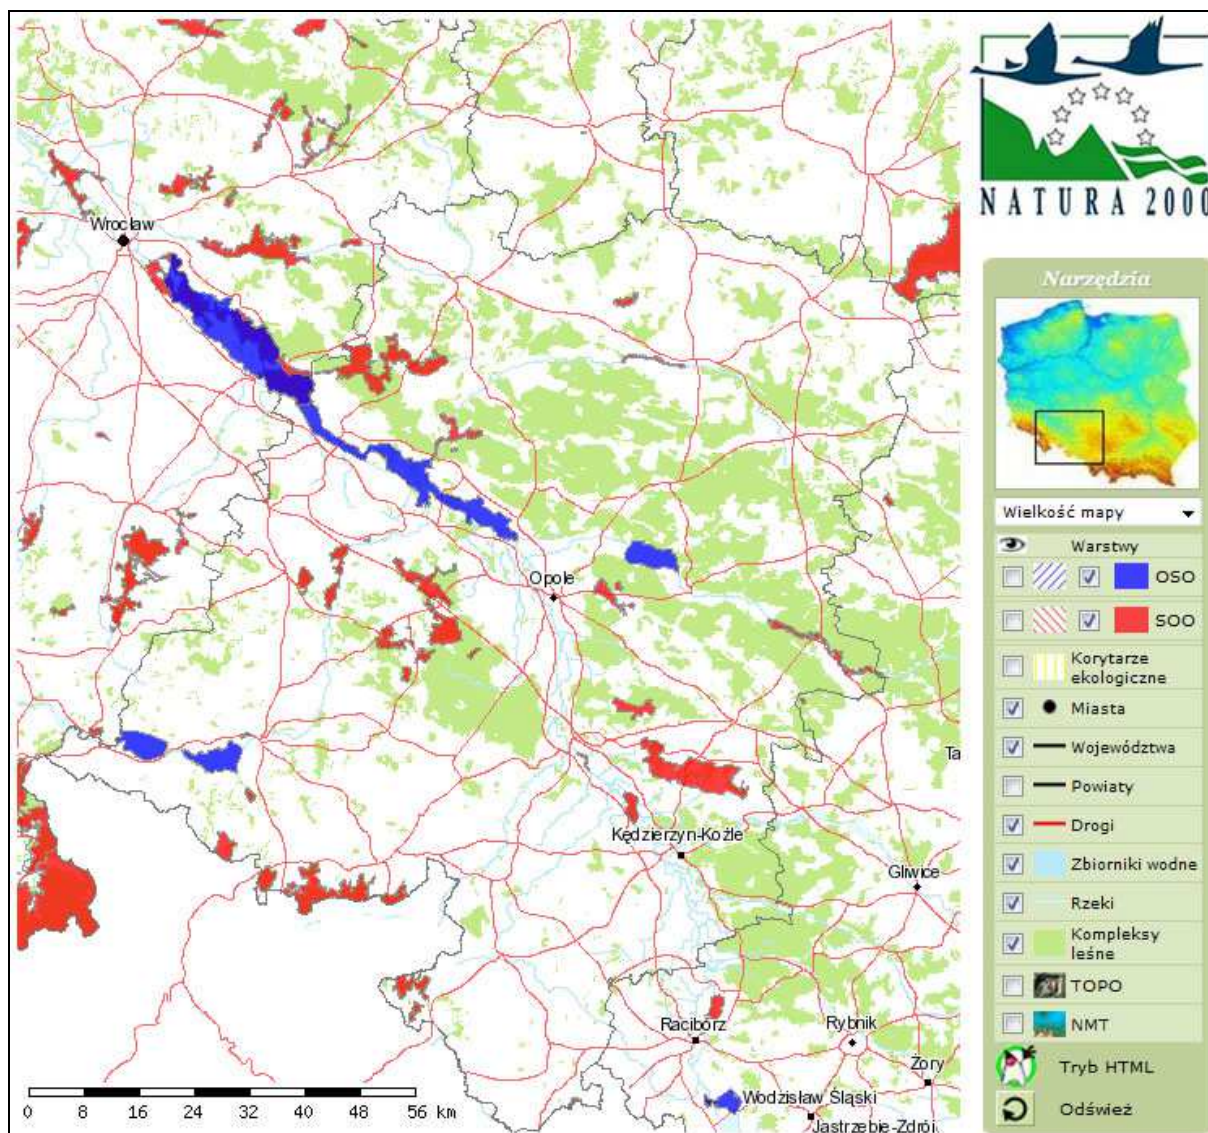 Wrocław
Opole
Ta
Kędzierzyn-Koźle
Gliwice
Racibórz
Rybnik
Żory
Wodzisław Śląski
Jastrzębie-Zdrój
0 8 16 24 32 40 48 56 km
NATURA 2000
Narzędzia
Wielkość mapy
Warstwy
OSO
SOO
Korytarze
ekologiczne
Miasta
Województwa
Powiaty
Drogi
Zbiorniki wodne
Rzeki
Kompleksy
leśne
TOPO
NMT
Tryb HTML
Odśwież